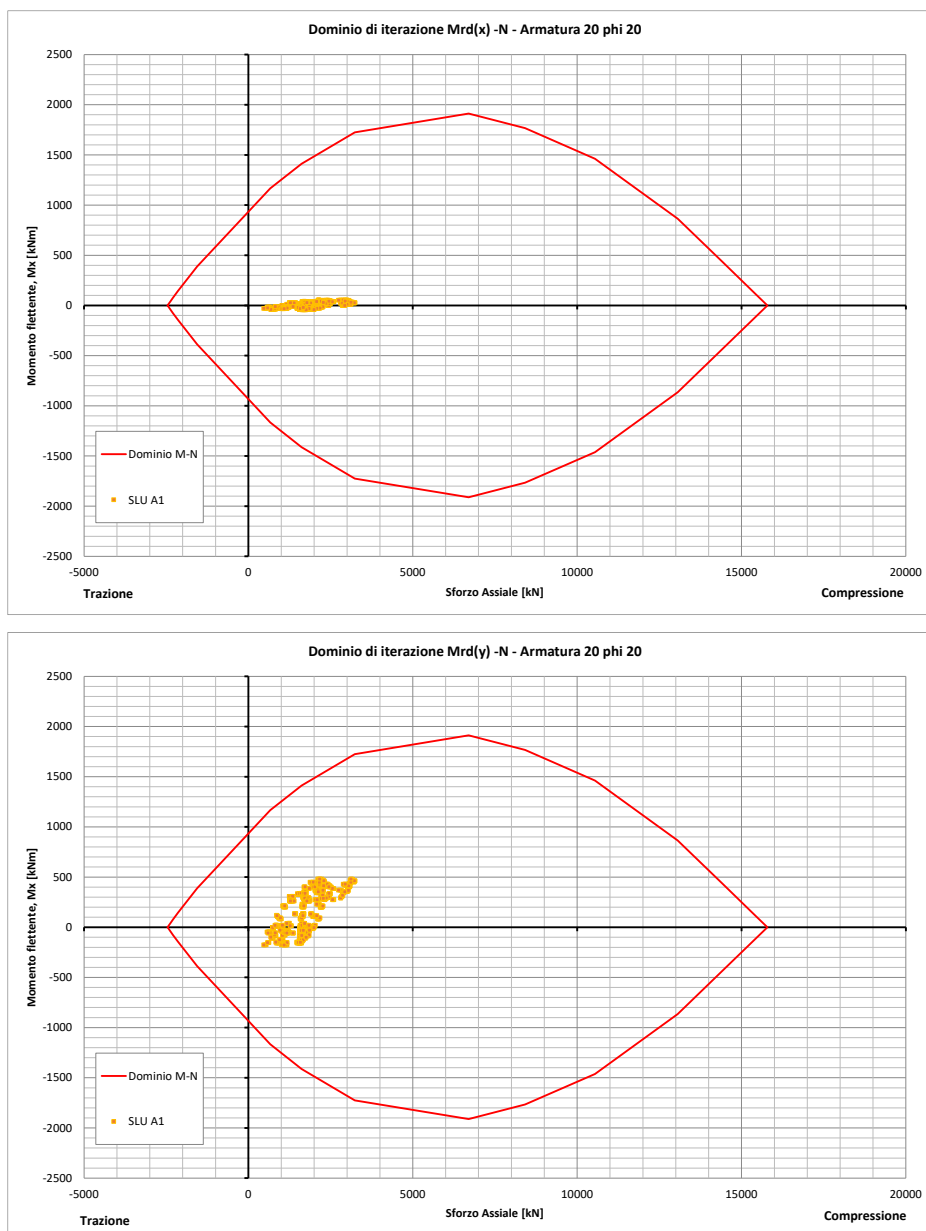 Dominio di iterazione Mrd(x) -N - Armatura 20 phi 20
2500
2000
1500
1000
500
0
-500
-1000
-1500
-2000
-2500
Momento flettente, Mx [kNm]
Dominio M-N
SLU A1
-5000 0 5000 10000 15000 20000
Trazione Sforzo Assiale [kN] Compressione
Dominio di iterazione Mrd(y) -N - Armatura 20 phi 20
2500
2000
1500
1000
500
0
-500
-1000
-1500
-2000
-2500
Momento flettente, Mx [kNm]
Dominio M-N
SLU A1
-5000 0 5000 10000 15000 20000
Trazione Sforzo Assiale [kN] Compressione